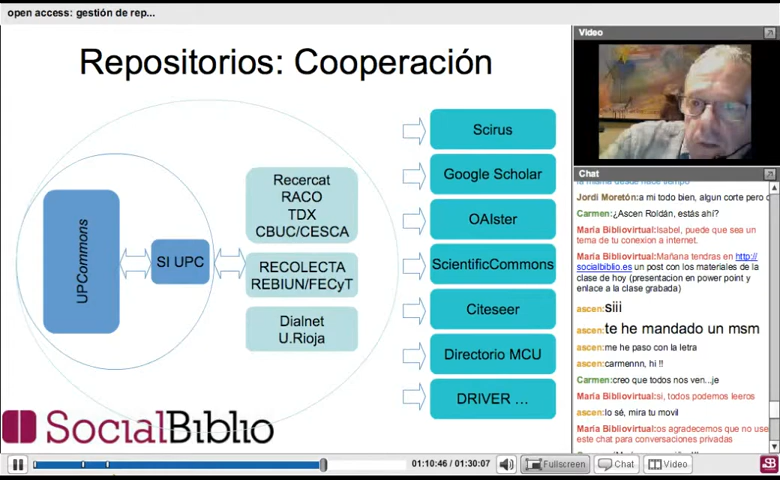 open access: gestión de rep...
Repositorios: Cooperación
UPCommons
SI UPC
Recercat
RACO
TDX
CBUC/CESCA
RECOLECTA
REBIUN/FECyT
Dialnet
U.Rioja
Scirus
Google Scholar
OAIster
ScientificCommons
Citeseer
Directorio MCU
DRIVER ...
SocialBiblio
Video
Chat
la mama desde hace tiempo
Jordi Moretón:a mi todo bien, algun corte pero
Carmen:¿Ascen Roldán, estás ahí?
María Bibliovirtual:Isabel, puede que sea un
tema de tu conexion a internet.
María Bibliovirtual:Mañana tendras en http://
socialbiblio.es un post con los materiales de la
clase de hoy (presentacion en power point y
enlace a la clase grabada)
ascen:siii
ascen:te he mandado un msm
ascen:me he paso con la letra
ascen:carmennn, hi !!
Carmen:creo que todos nos ven...je
María Bibliovirtual:si, todos podemos leeros
ascen:lo sé, mira tu movil
María Bibliovirtual:os agradecemos que no use
este chat para conversaciones privadas
01:10:46 / 01:30:07
Fullscreen
Chat
Video